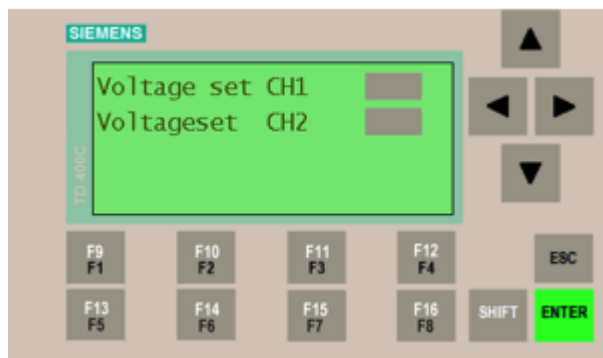 SIEMENS
Voltage set CH1
Voltageset CH2
TD 400C
F9 F10 F11 F12
F1 F2 F3 F4
ESC
F13 F14 F15 F16
F5 F6 F7 F8
SHIFT ENTER